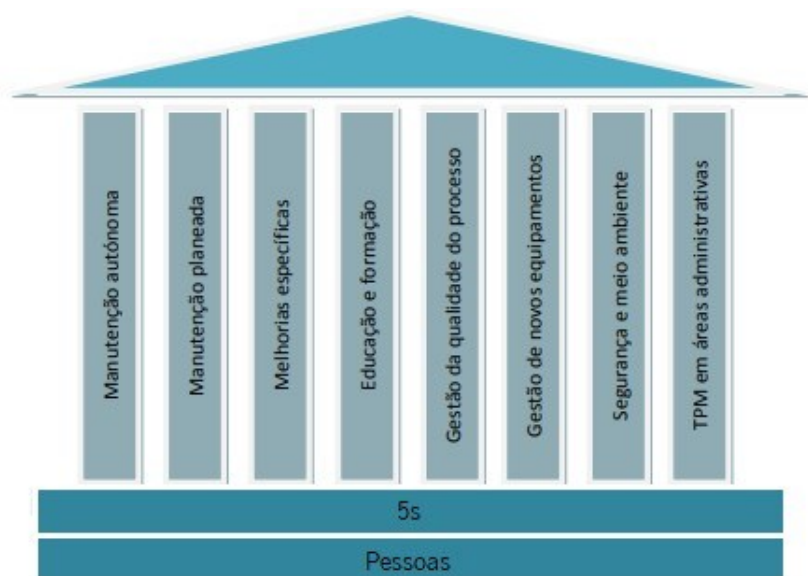 Manutenção autónoma
Manutenção planeada
Melhorias específicas
Educação e formação
Gestão da qualidade do processo
Gestão de novos equipamentos
Segurança e meio ambiente
TPM em áreas administrativas
5s
Pessoas